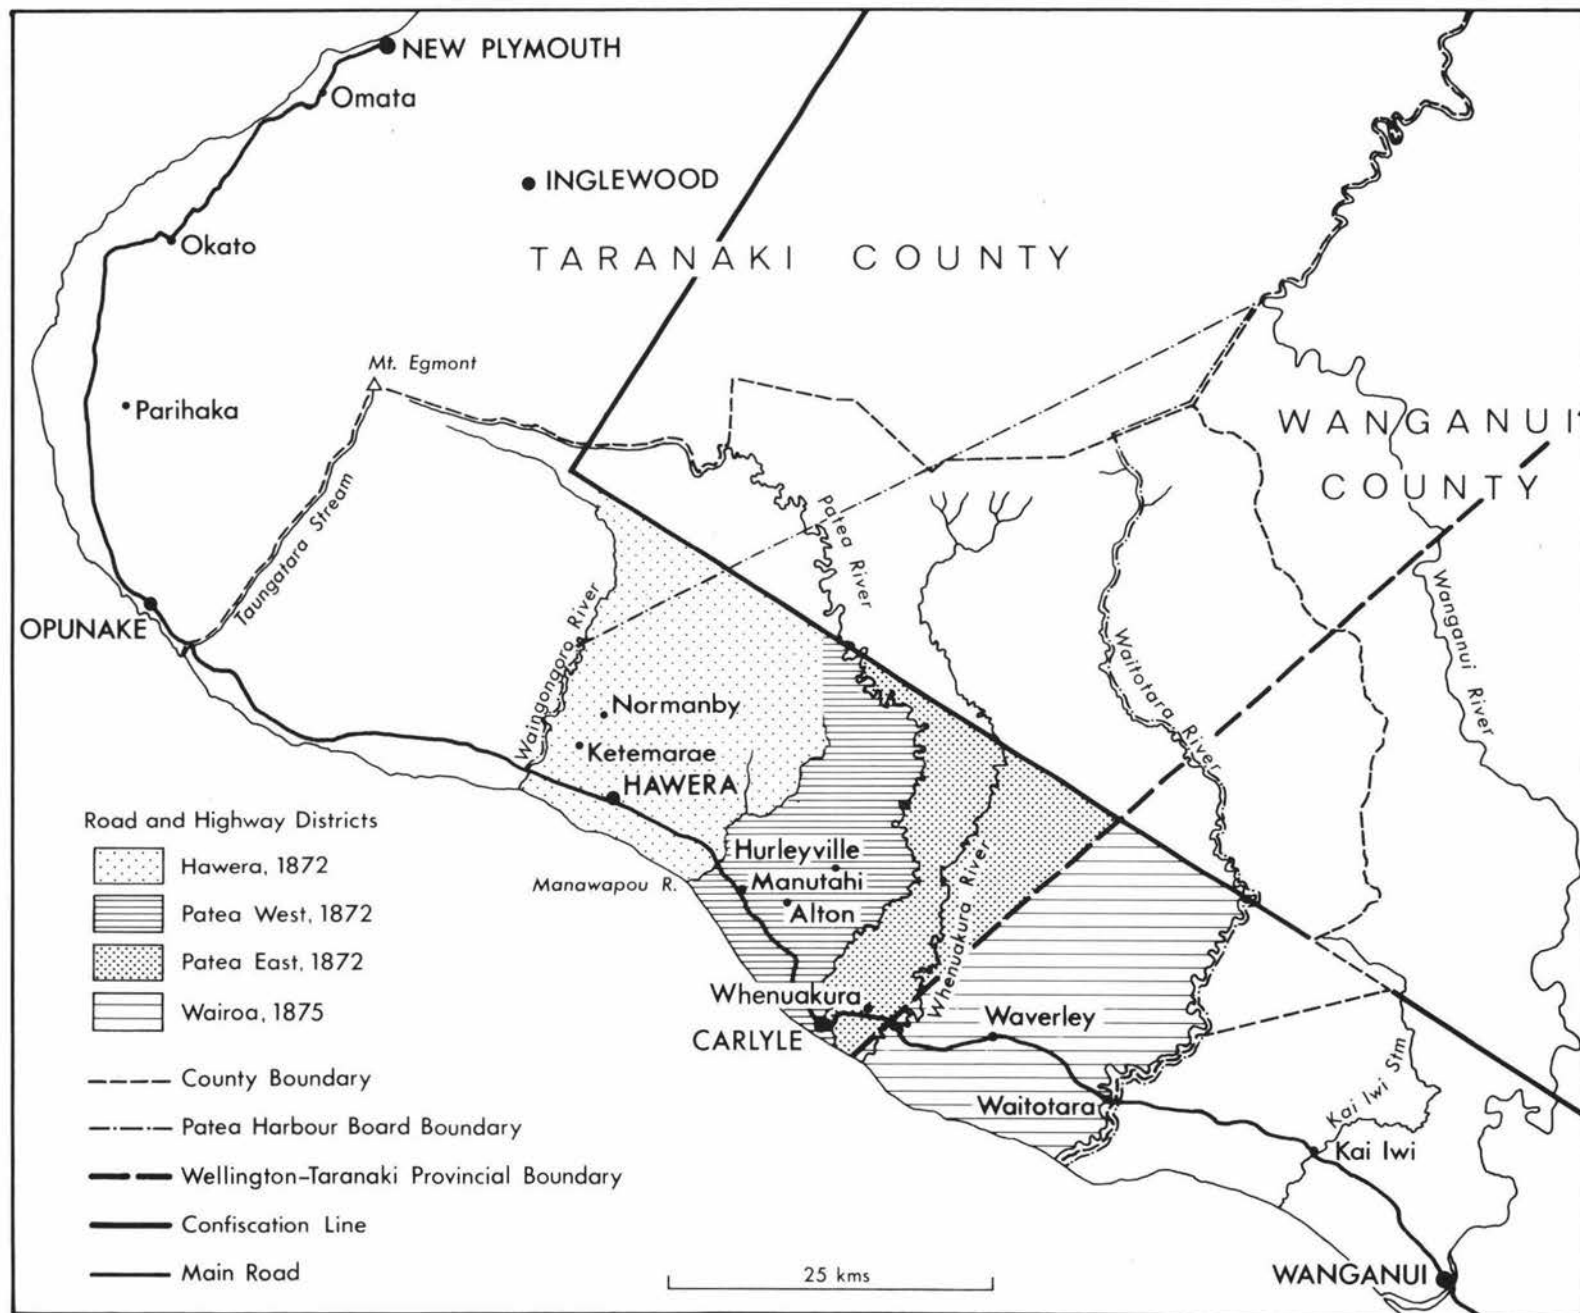 NEW PLYMOUTH
Omata
INGLEWOOD
Okato
TARANAKI COUNTY
Mt. Egmont
Parihaka
WANGANUI
COUNTY
Taungatara Stream
Patea River
OPUNAKE
Waingongoro River
Waitotara River
Wanganui River
Normanby
Ketemarae
HAWERA
Road and Highway Districts
Hawera, 1872
Patea West, 1872
Patea East, 1872
Wairoa, 1875
Hurleyville
Manawapou R.
Manutahi
Alton
Whenuakura River
Whenuakura
CARLYLE
Waverley
Waitotara
Kai Iwi Stm
Kai Iwi
County Boundary
Patea Harbour Board Boundary
Wellington–Taranaki Provincial Boundary
Confiscation Line
Main Road
25 kms
WANGANUI